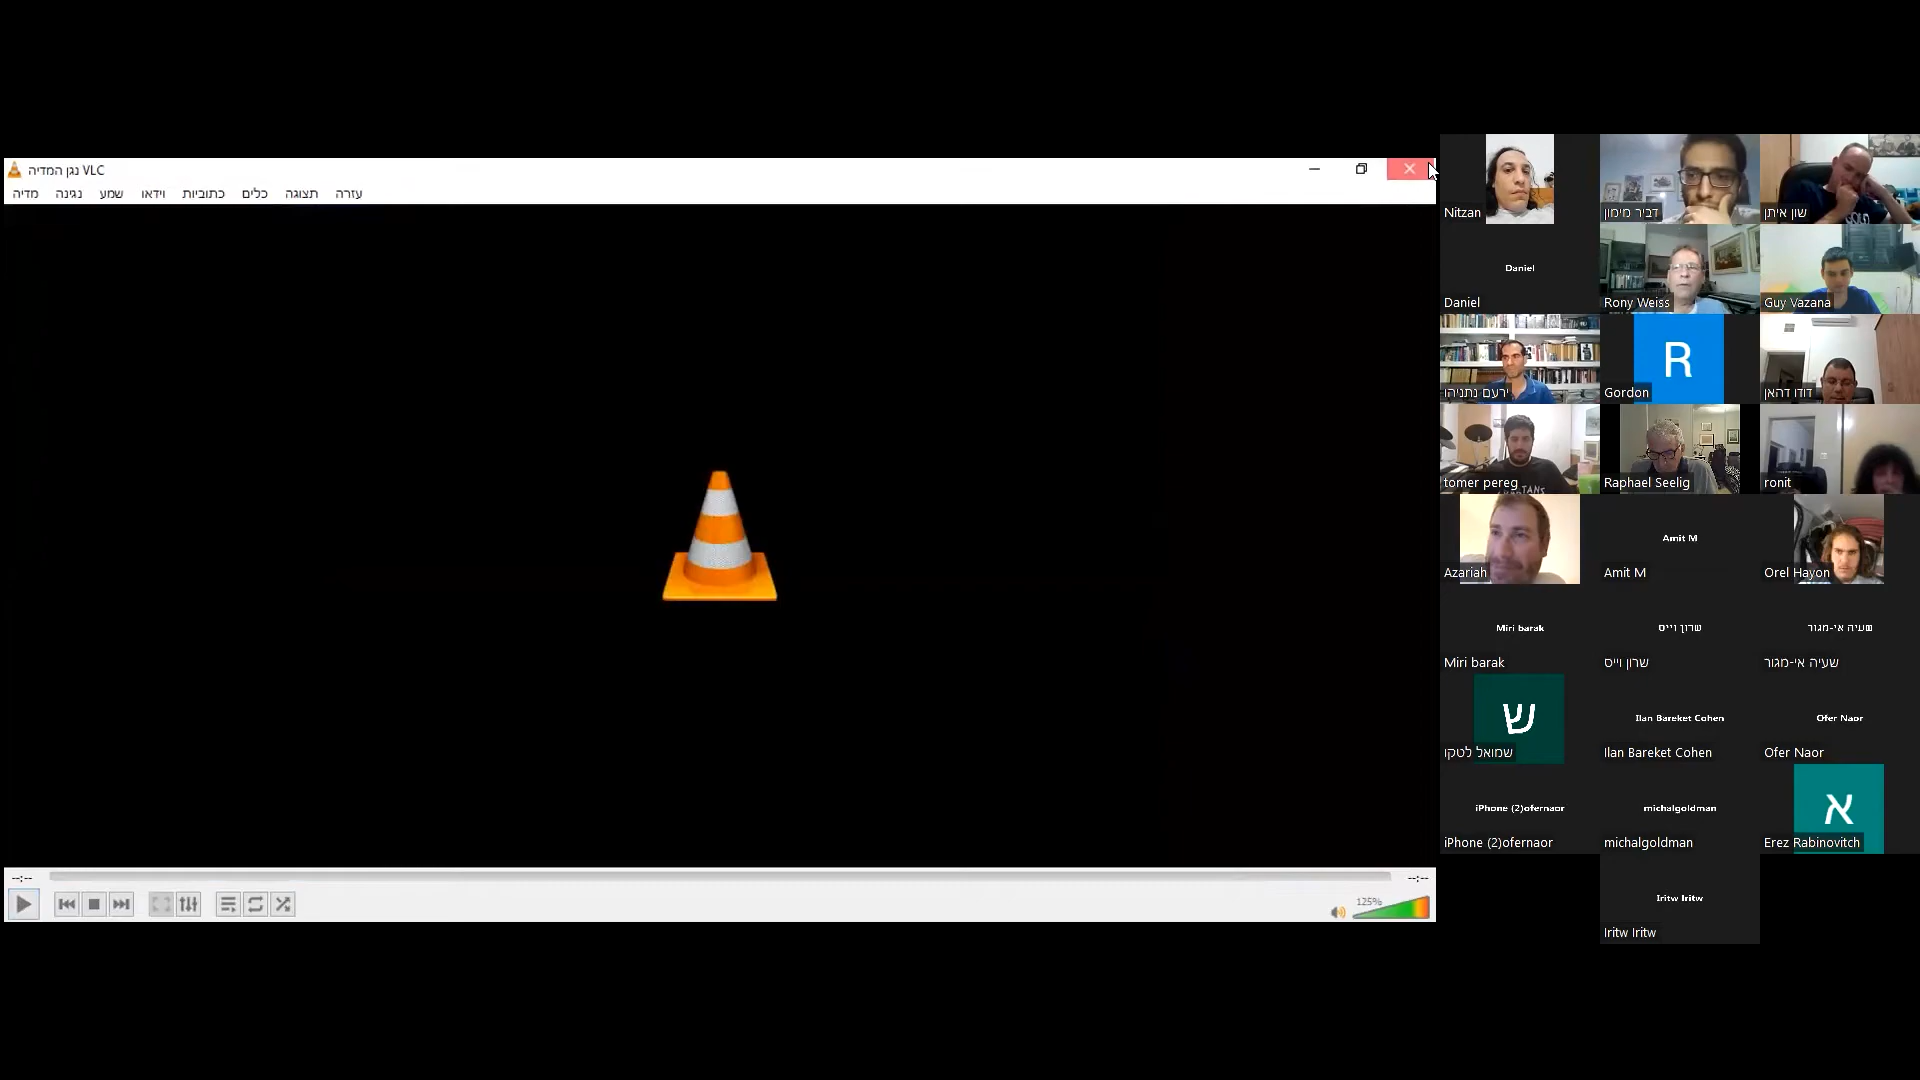 VLC נגן המדיה
מדיה נגינה שמע וידאו כתוביות כלים תצוגה עזרה
--:-- --:--
125%
Nitzan
דביר מימון
שון איתן
Daniel
Daniel
Rony Weiss
Guy Vazana
ירעם נתניהו
R
Gordon
דודו דהאן
tomer pereg
Raphael Seelig
ronit
Azariah
Amit M
Amit M
Orel Hayon
Miri barak
Miri barak
שרון וייס
שרון וייס
שעיה אי-מגור
שעיה אי-מגור
ש
שמואל לטקו
Ilan Bareket Cohen
Ilan Bareket Cohen
Ofer Naor
Ofer Naor
iPhone (2)ofernaor
iPhone (2)ofernaor
michalgoldman
michalgoldman
א
Erez Rabinovitch
Iritw Iritw
Iritw Iritw